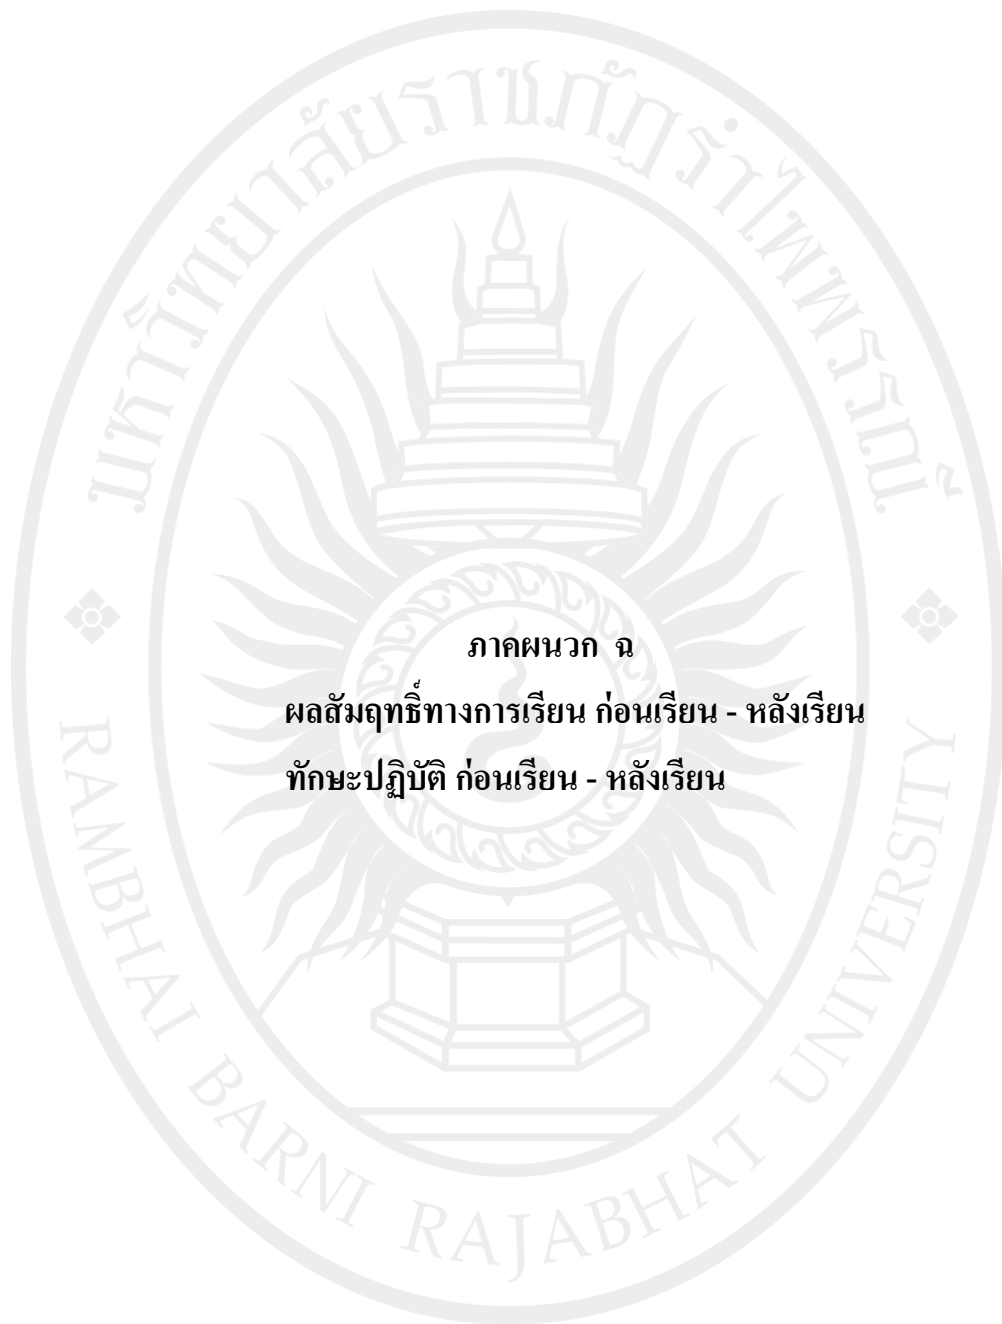 มหาวิทยาลัยราชภัฏรำไพพรรณี
ภาคผนวก ฉ
ผลสัมฤทธิ์ทางการเรียน ก่อนเรียน - หลังเรียน
ทักษะปฏิบัติ ก่อนเรียน - หลังเรียน
RAMBHAI BARNI RAJABHAT UNIVERSITY